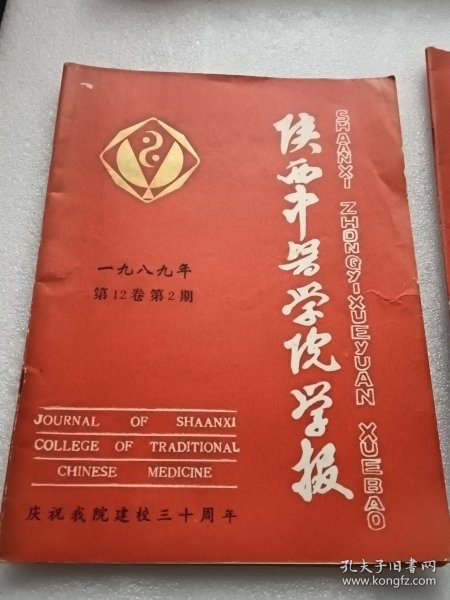 陕西中医学院学报
SHAANXI ZHONGYIXUEYUAN XUEBAO
一九八九年
第12卷第2期
JOURNAL OF SHAANXI
COLLEGE OF TRADITIONAL
CHINESE MEDICINE
庆祝我院建校三十周年
孔夫子旧书网
www.kongfz.com